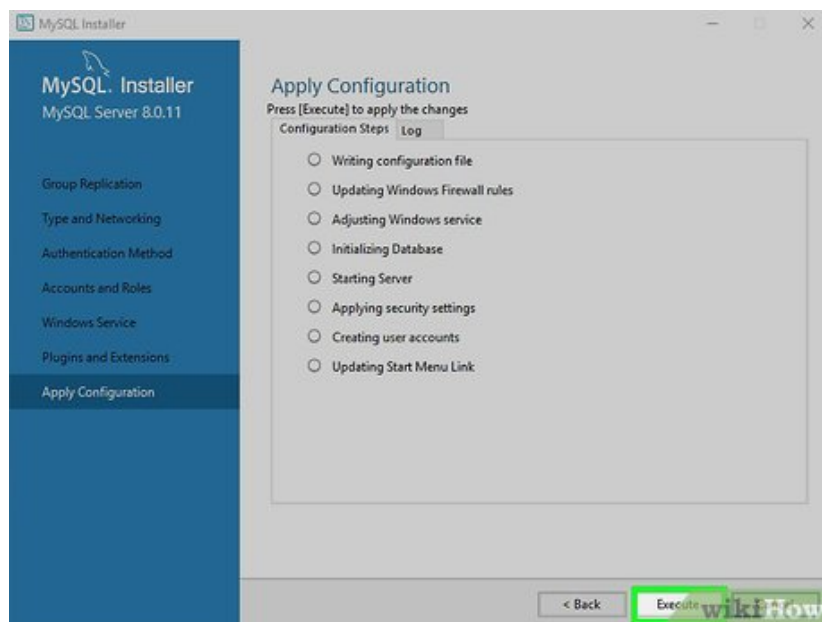 MySQL Installer
MySQL. Installer
MySQL Server 8.0.11
Group Replication
Type and Networking
Authentication Method
Accounts and Roles
Windows Service
Plugins and Extensions
Apply Configuration
Apply Configuration
Press [Execute] to apply the changes
Configuration Steps Log
Writing configuration file
Updating Windows Firewall rules
Adjusting Windows service
Initializing Database
Starting Server
Applying security settings
Creating user accounts
Updating Start Menu Link
< Back Execute
wikiHow